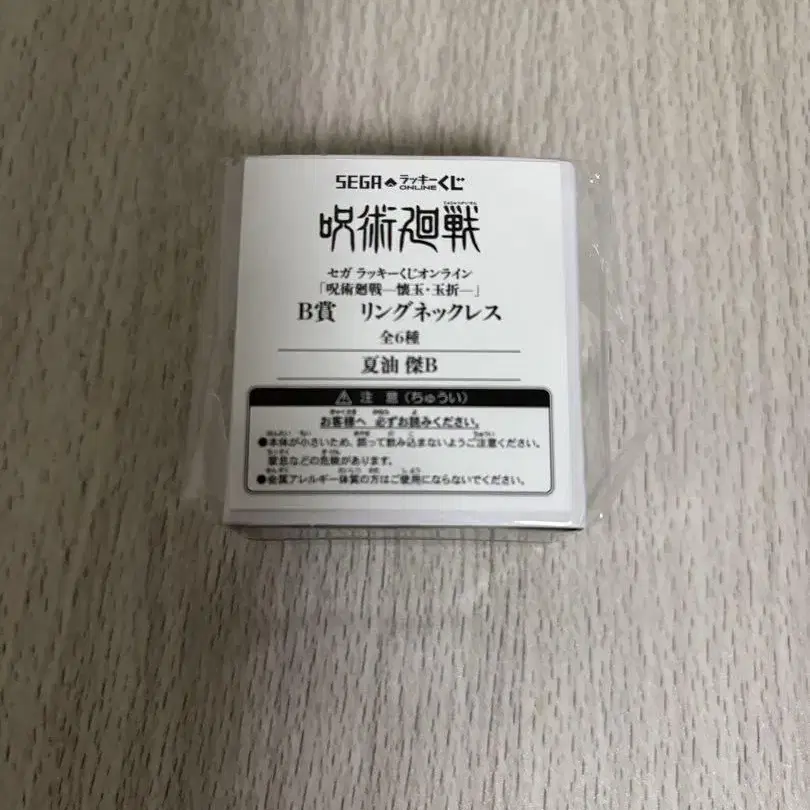 SEGA ラッキーくじ ONLINE
呪術廻戦
セガ ラッキーくじオンライン
「呪術廻戦―懐玉・玉折―」
B賞 リングネックレス
全6種
夏油 傑B
⚠ 注 意 (ちゅうい)
お客様へ 必ずお読みください。
●本体が小さいため、誤って飲み込まないようご注意ください。
窒息などの危険があります。
●金属アレルギー体質の方はご使用にならないでください。